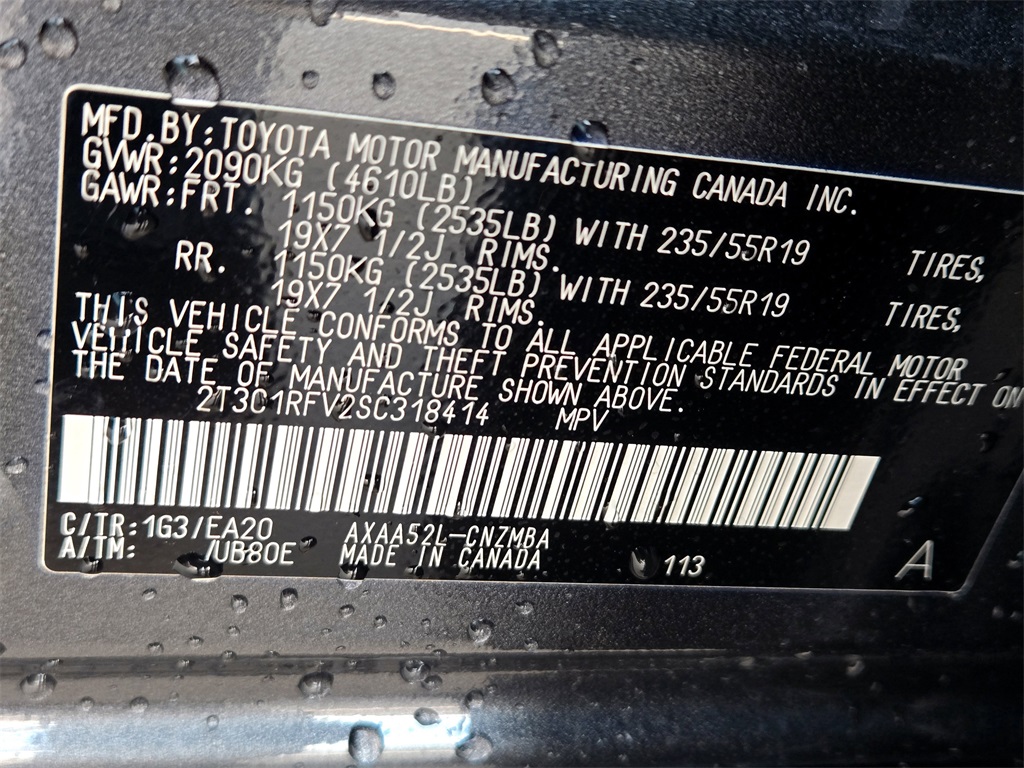 MFD. BY: TOYOTA MOTOR MANUFACTURING CANADA INC.
GVWR: 2090KG (4610LB)
GAWR: FRT. 1150KG (2535LB) WITH 235/55R19 TIRES,
19X7 1/2J RIMS.
RR. 1150KG (2535LB) WITH 235/55R19 TIRES,
19X7 1/2J RIMS.
THIS VEHICLE CONFORMS TO ALL APPLICABLE FEDERAL MOTOR
VEHICLE SAFETY AND THEFT PREVENTION STANDARDS IN EFFECT ON
THE DATE OF MANUFACTURE SHOWN ABOVE.
2T3C1RFV2SC318414 MPV
C/TR: 1G3/EA20 AXAA52L-CNZMBA
A/TM: /UB80E MADE IN CANADA 113 A